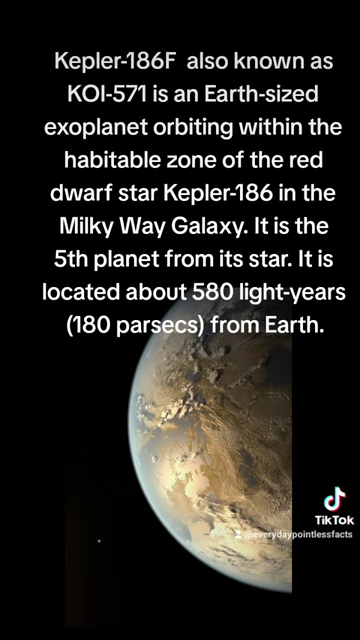 Kepler-186F also known as
KOI-571 is an Earth-sized
exoplanet orbiting within the
habitable zone of the red
dwarf star Kepler-186 in the
Milky Way Galaxy. It is the
5th planet from its star. It is
located about 580 light-years
(180 parsecs) from Earth.
TikTok
@everydaypointlessfacts